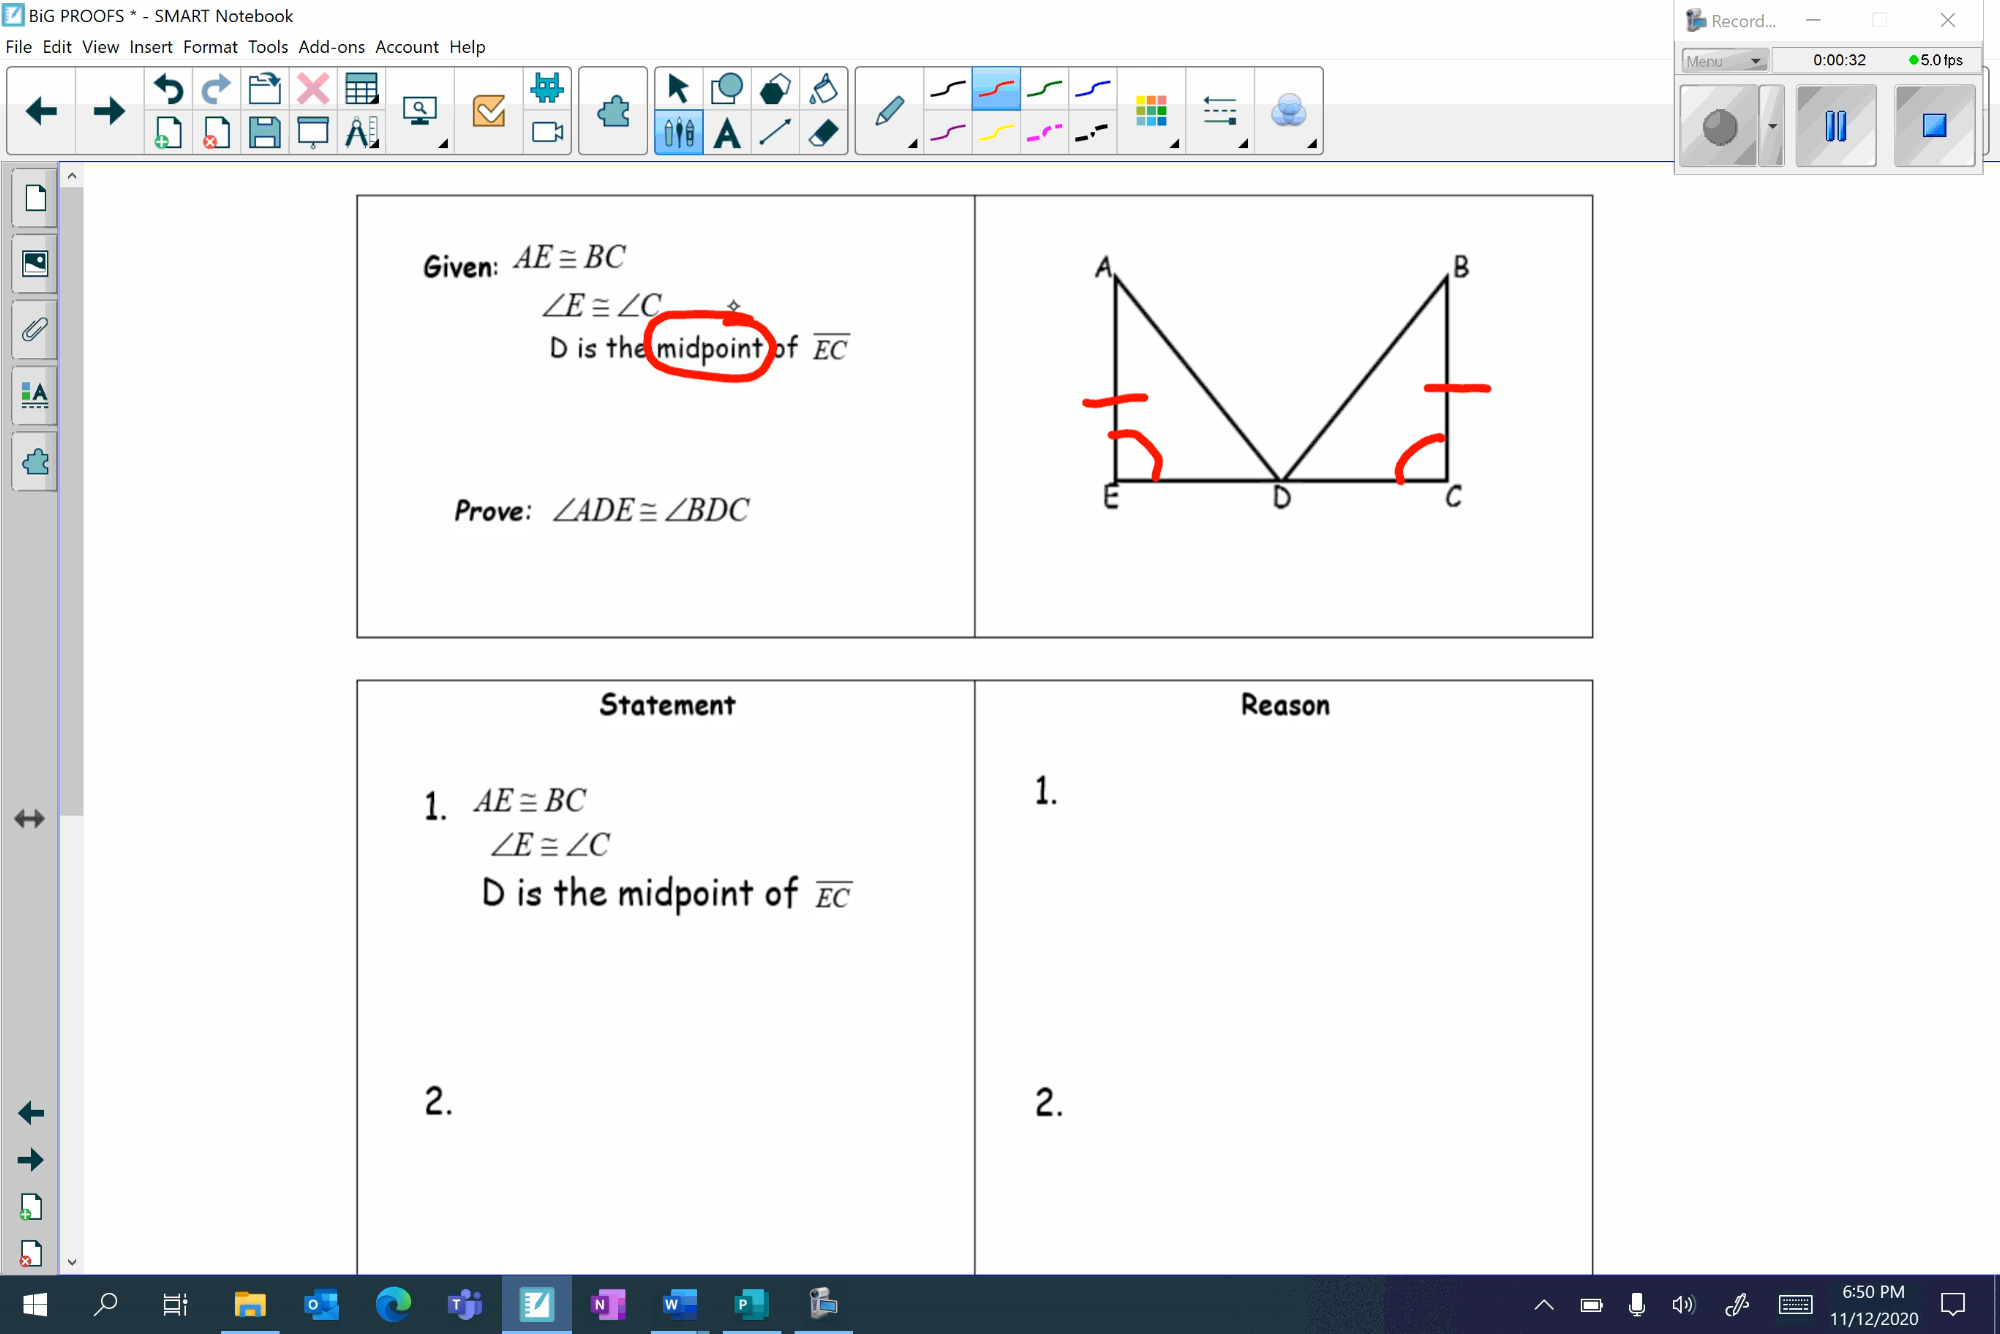 BiG PROOFS * - SMART Notebook
File Edit View Insert Format Tools Add-ons Account Help
Record...
Menu 0:00:32 5.0 fps
Given: AE ≅ BC
∠E ≅ ∠C
D is the midpoint of EC
Prove: ∠ADE ≅ ∠BDC
A B
E D C
Statement Reason
1. AE ≅ BC 1.
∠E ≅ ∠C
D is the midpoint of EC
2. 2.
6:50 PM
11/12/2020